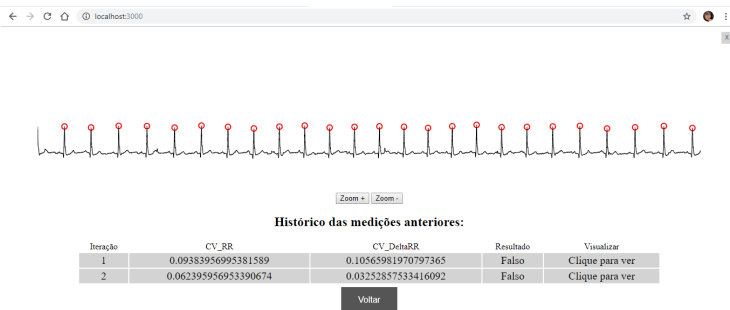 localhost:3000
x
Zoom + Zoom -
Histórico das medições anteriores:
Iteração CV_RR CV_DeltaRR Resultado Visualizar
1 0.09383956995381589 0.10565981970797365 Falso Clique para ver
2 0.062395956953390674 0.03252857533416092 Falso Clique para ver
Voltar